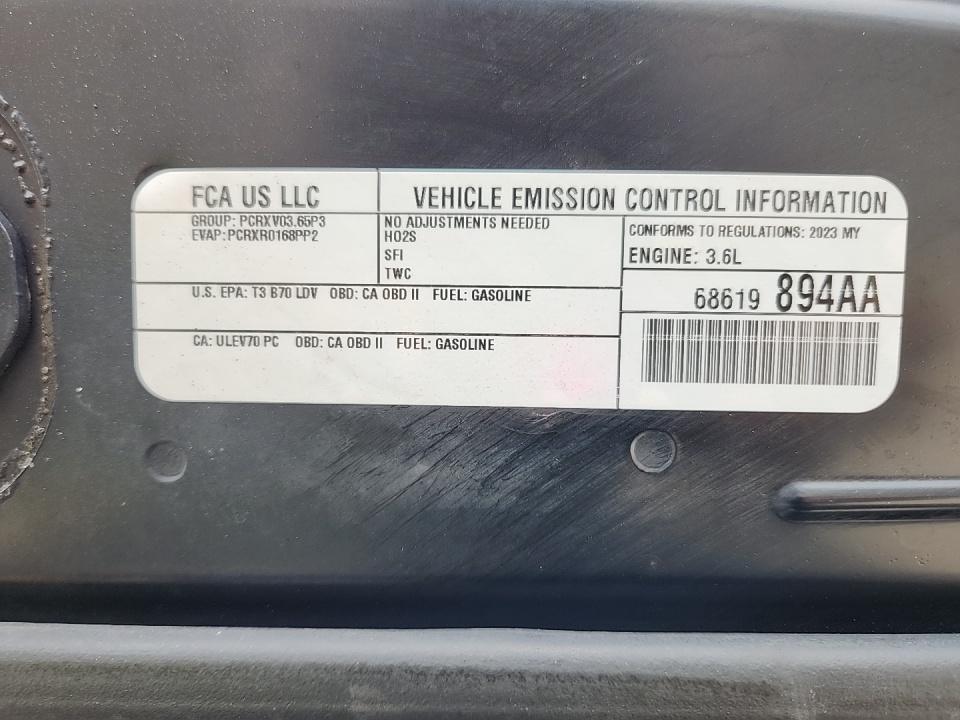 FCA US LLC
VEHICLE EMISSION CONTROL INFORMATION
GROUP: PCRXV03.65P3
EVAP: PCRXR0168PP2
NO ADJUSTMENTS NEEDED
HO2S
SFI
TWC
CONFORMS TO REGULATIONS: 2023 MY
ENGINE: 3.6L
U.S. EPA: T3 B70 LDV OBD: CA OBD II FUEL: GASOLINE
68619 894AA
CA: ULEV70 PC OBD: CA OBD II FUEL: GASOLINE